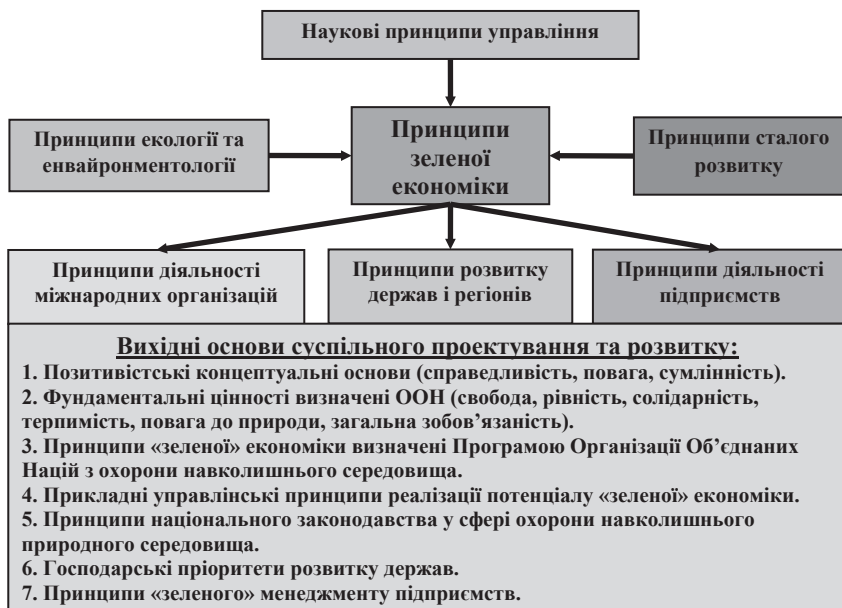 Наукові принципи управління
Принципи екології та
енвайронментології
Принципи
зеленої
економіки
Принципи сталого
розвитку
Принципи діяльності
міжнародних організацій
Принципи розвитку
держав і регіонів
Принципи діяльності
підприємств
Вихідні основи суспільного проектування та розвитку:
1. Позитивістські концептуальні основи (справедливість, повага, сумлінність).
2. Фундаментальні цінності визначені ООН (свобода, рівність, солідарність,
терпимість, повага до природи, загальна зобов’язаність).
3. Принципи «зеленої» економіки визначені Програмою Організації Об’єднаних
Націй з охорони навколишнього середовища.
4. Прикладні управлінські принципи реалізації потенціалу «зеленої» економіки.
5. Принципи національного законодавства у сфері охорони навколишнього
природного середовища.
6. Господарські пріоритети розвитку держав.
7. Принципи «зеленого» менеджменту підприємств.